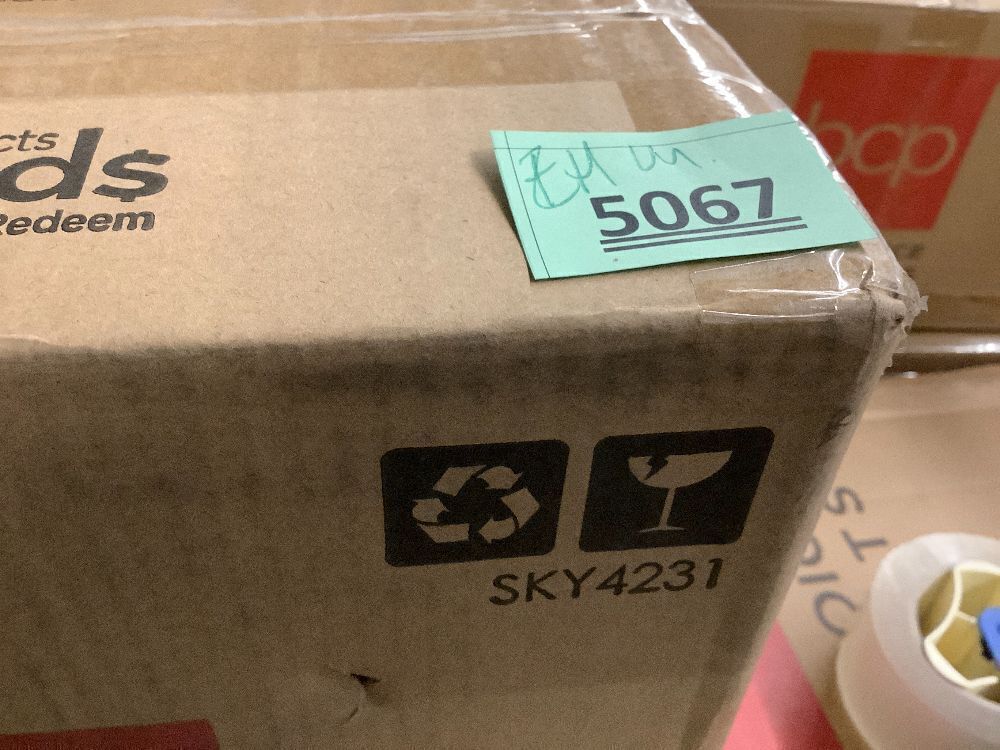 cts
ds
Redeem
5067
bcp
SKY4231